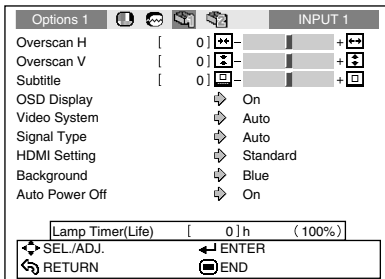 Options 1 INPUT 1
Overscan H [ 0 ] - +
Overscan V [ 0 ] - +
Subtitle [ 0 ] - +
OSD Display On
Video System Auto
Signal Type Auto
HDMI Setting Standard
Background Blue
Auto Power Off On
Lamp Timer(Life) [ 0 ] h (100%)
SEL./ADJ. ENTER
RETURN END